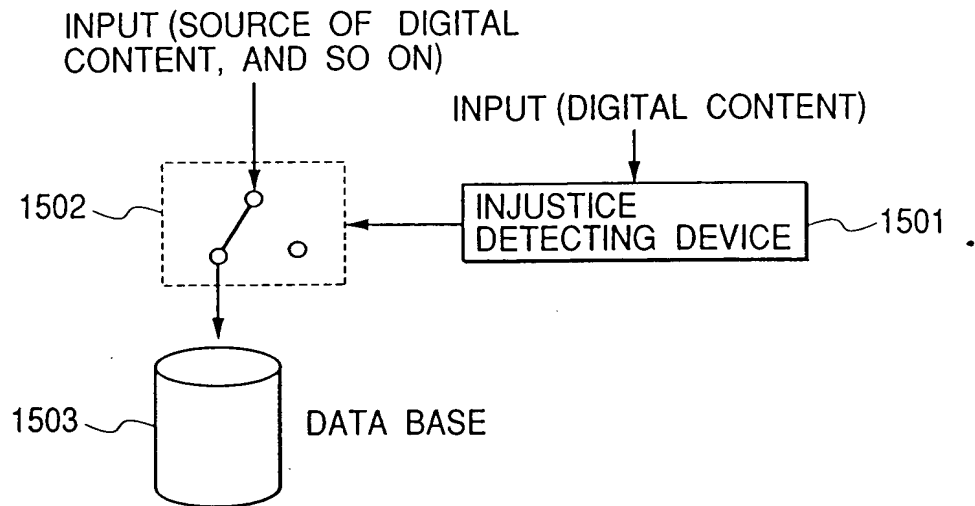 INPUT (SOURCE OF DIGITAL
CONTENT, AND SO ON)
INPUT (DIGITAL CONTENT)
1502
INJUSTICE
DETECTING DEVICE
1501
1503
DATA BASE